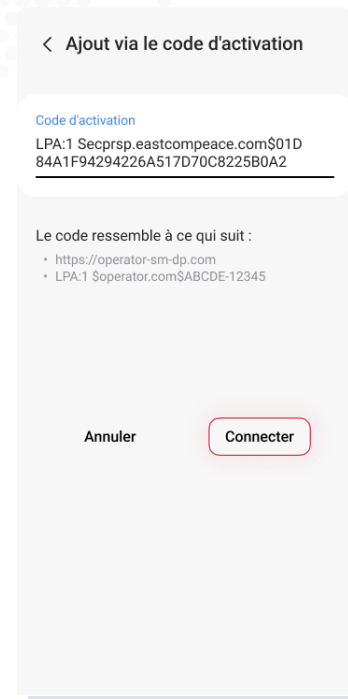 Ajout via le code d'activation
Code d'activation
LPA:1 Secprsp.eastcompeace.com$01D
84A1F94294226A517D70C8225B0A2
Le code ressemble à ce qui suit :
• https://operator-sm-dp.com
• LPA:1 $operator.com$ABCDE-12345
Annuler
Connecter